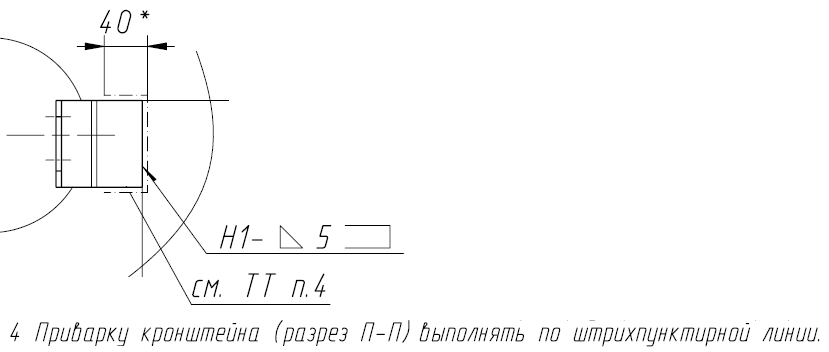 40*
Н1- ◺ 5 ⊐
см. ТТ п.4
4 Приварку кронштейна (разрез П-П) выполнять по штрихпунктирной линии.